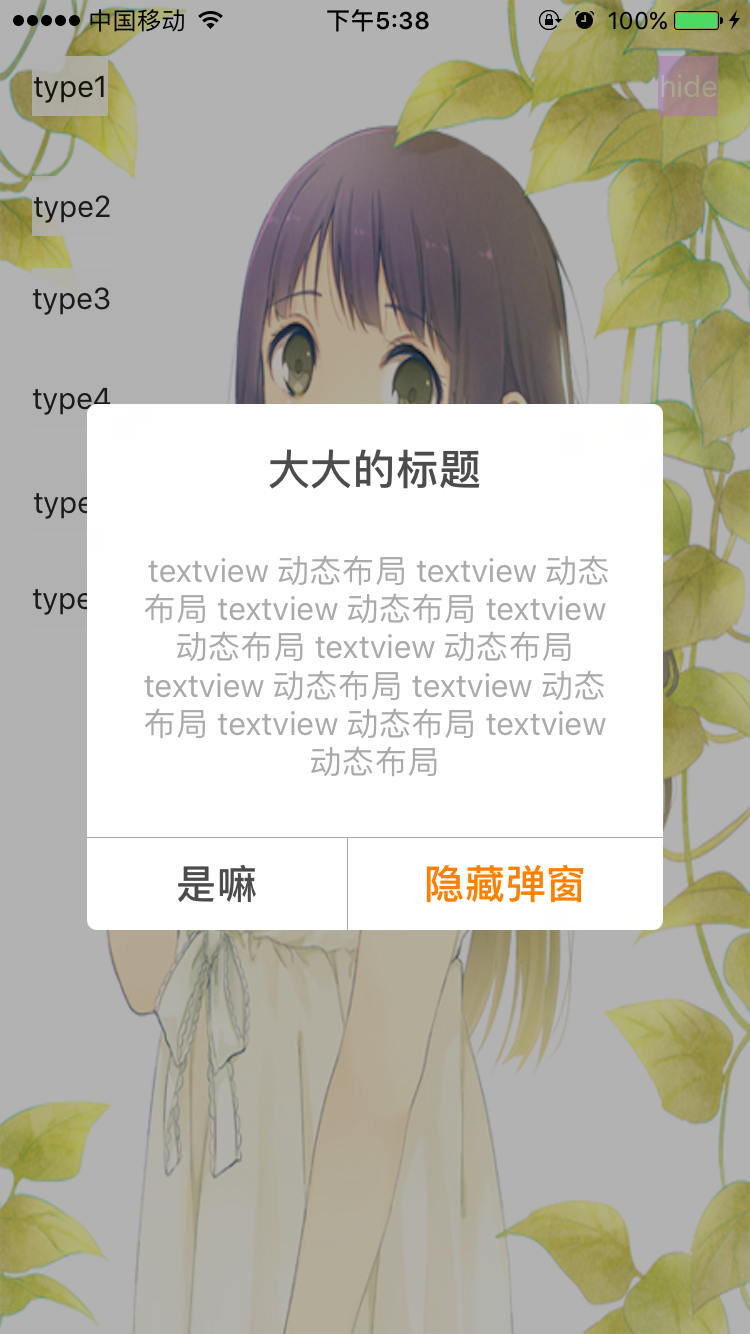 中国移动 下午5:38 100%
type1 hide
type2
type3
type4
type
type
大大的标题
textview 动态布局 textview 动态
布局 textview 动态布局 textview
动态布局 textview 动态布局
textview 动态布局 textview 动态
布局 textview 动态布局 textview
动态布局
是嘛 隐藏弹窗